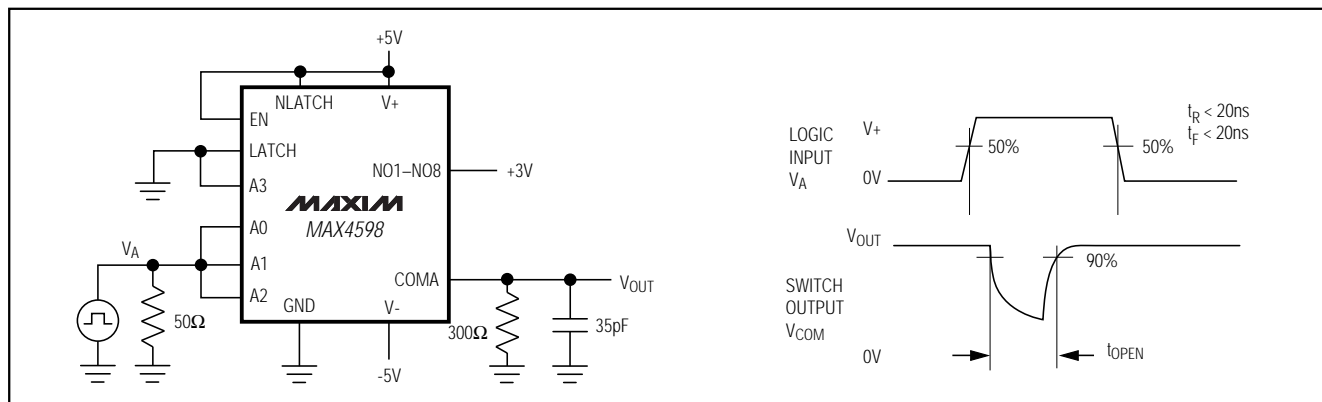 +5V
NLATCH
V+
EN
LATCH
A3
NO1–NO8
+3V
MAXIM
MAX4598
A0
A1
A2
VA
50Ω
GND
V-
COMA
VOUT
300Ω
35pF
-5V
LOGIC
INPUT
VA
V+
0V
50%
50%
tR < 20ns
tF < 20ns
VOUT
90%
SWITCH
OUTPUT
VCOM
0V
tOPEN